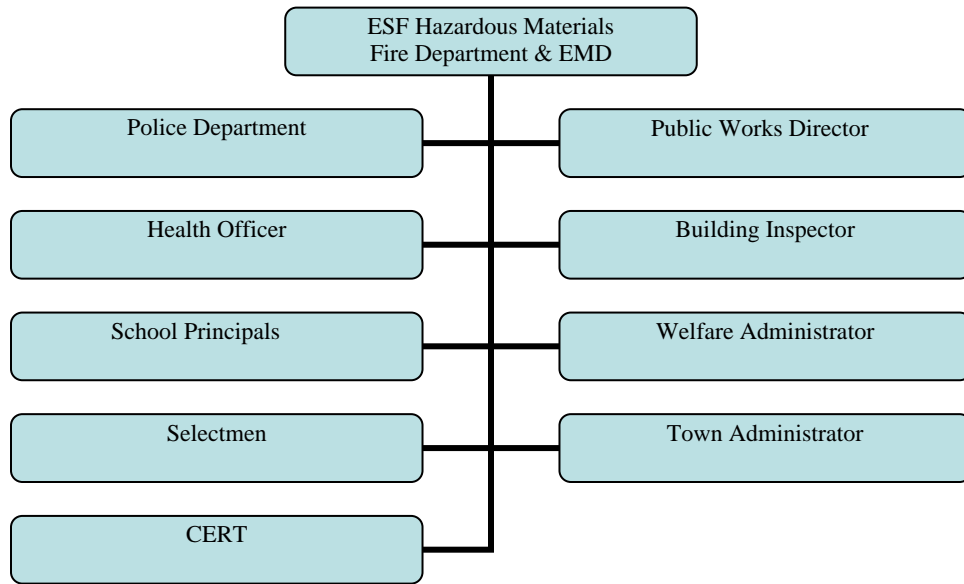 ESF Hazardous Materials
Fire Department & EMD
Police Department
Public Works Director
Health Officer
Building Inspector
School Principals
Welfare Administrator
Selectmen
Town Administrator
CERT